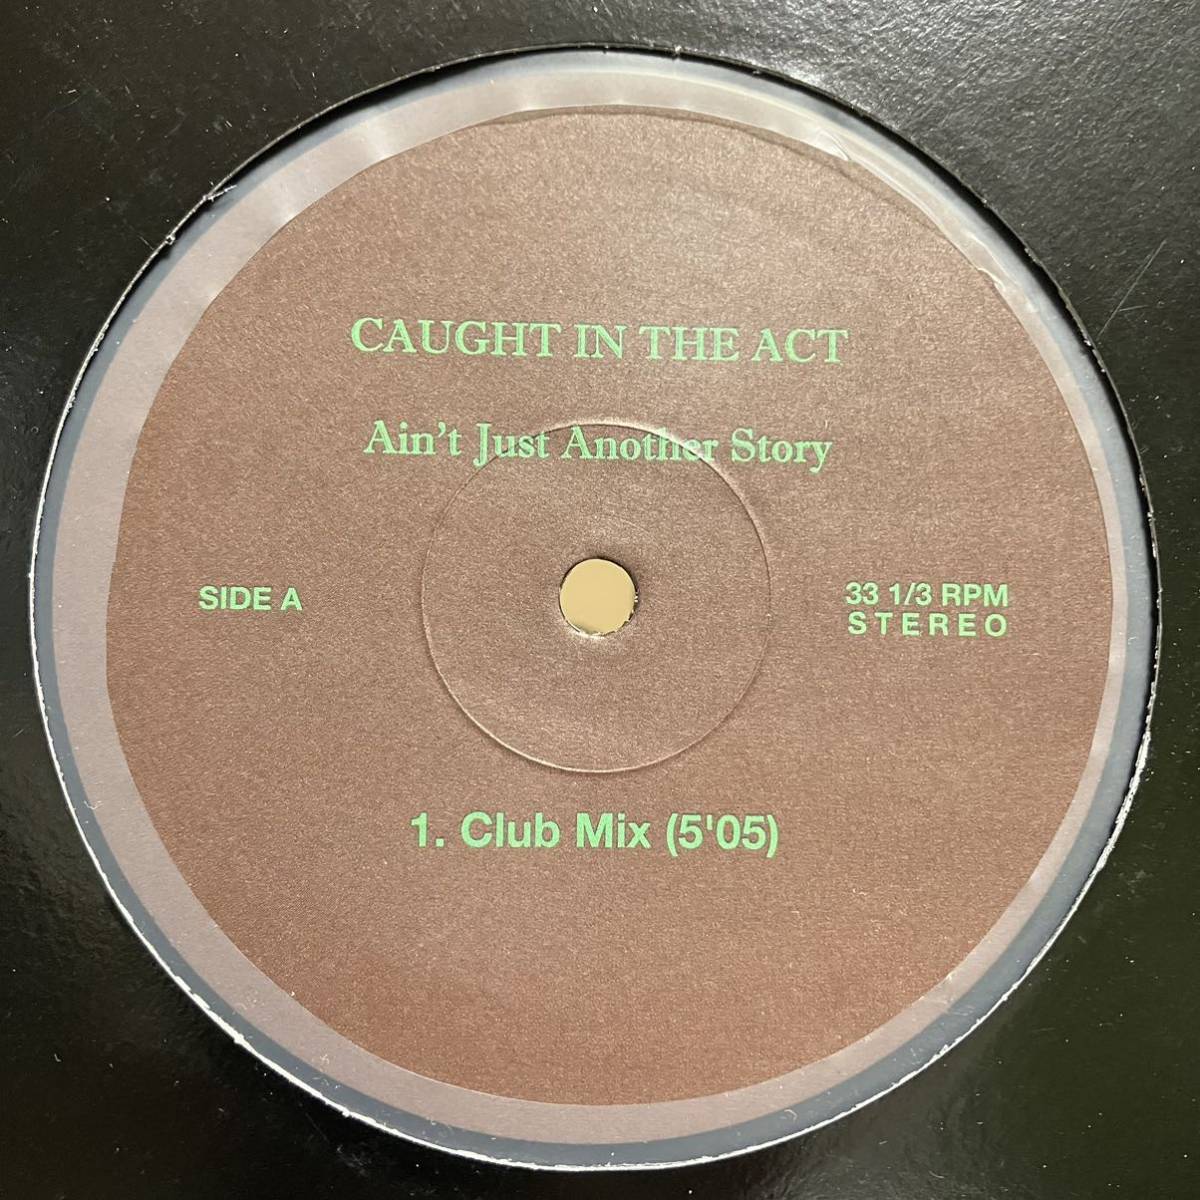 CAUGHT IN THE ACT
Ain't Just Another Story
SIDE A
33 1/3 RPM
STEREO
1. Club Mix (5'05)